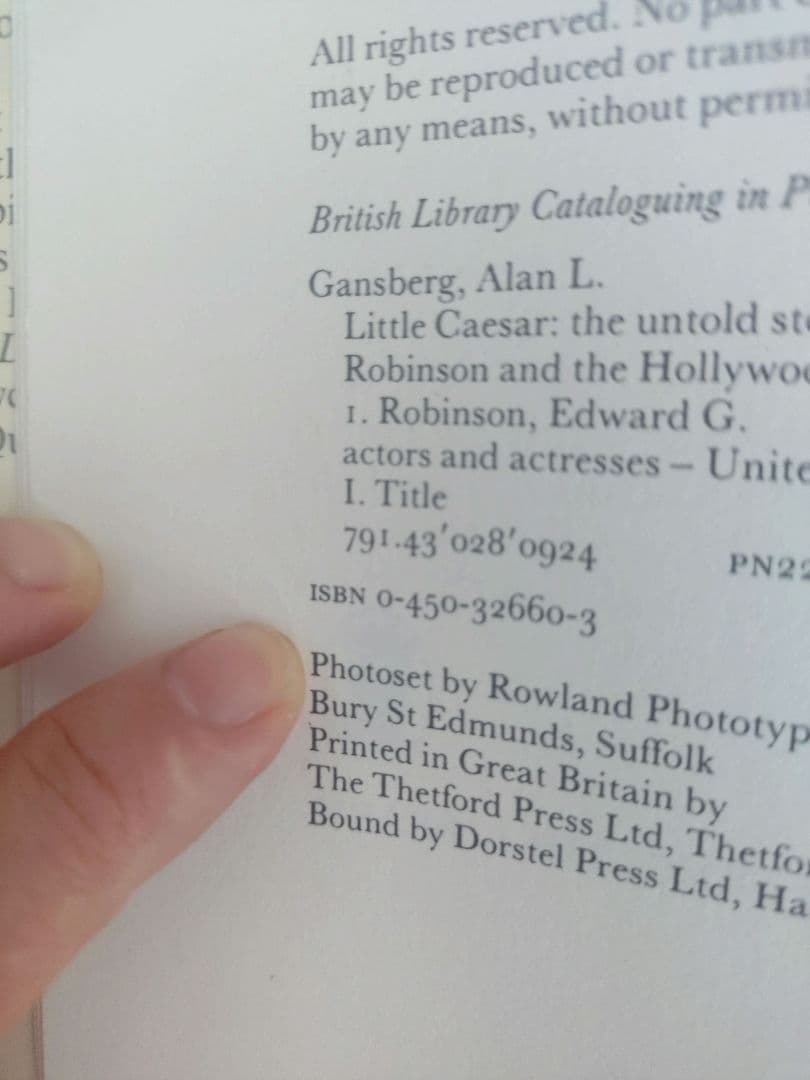 All rights reserved. No
may be reproduced or
by any means, without
British Library Cataloguing in
Gansberg, Alan L.
Little Caesar: the untold
Robinson and the
1. Robinson, Edward G.
actors and actresses –
I. Title
791.43'028'0924
ISBN 0-450-32660-3
Photoset by Rowland
Bury St Edmunds, Suffolk
Printed in Great Britain by
The Thetford Press Ltd,
Bound by Dorstel Press Ltd,